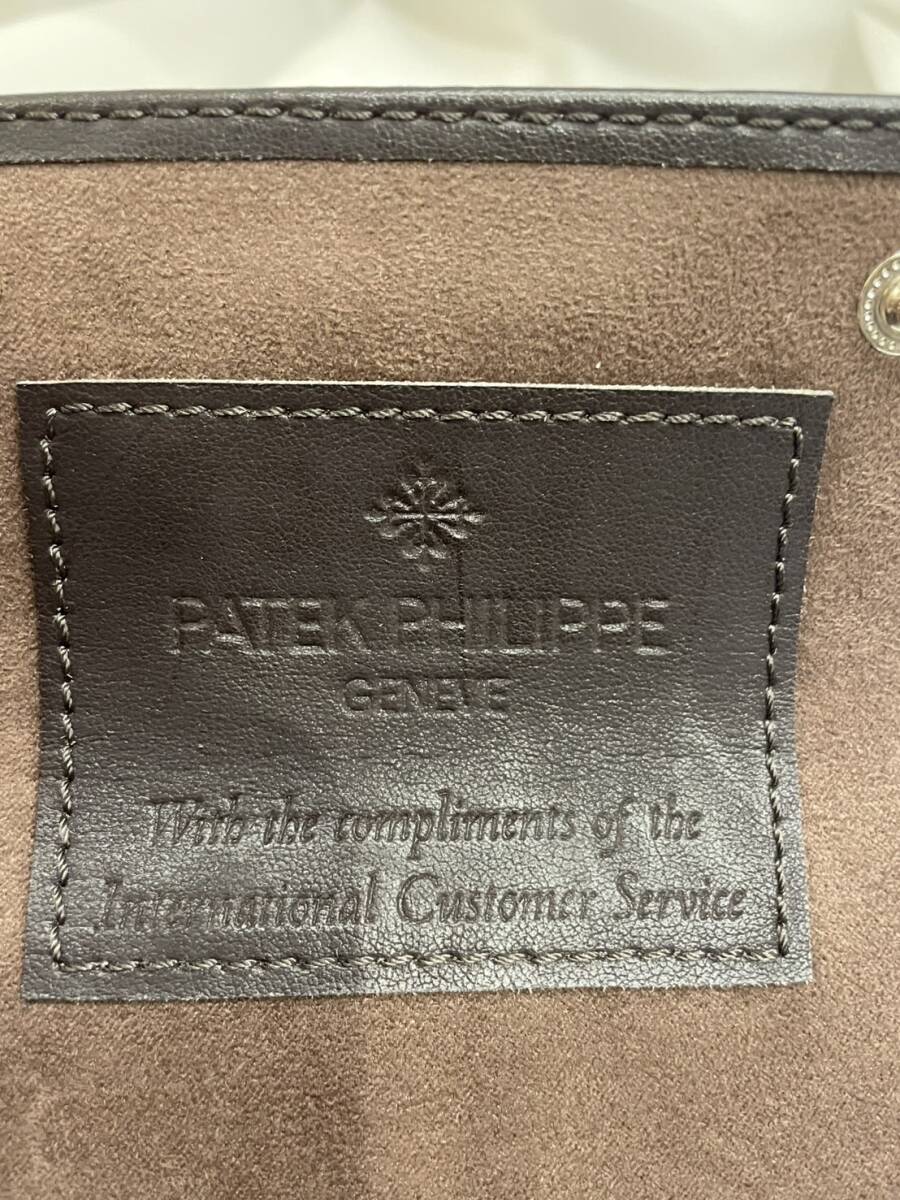 PATEK PHILIPPE
GENEVE
With the compliments of the
International Customer Service